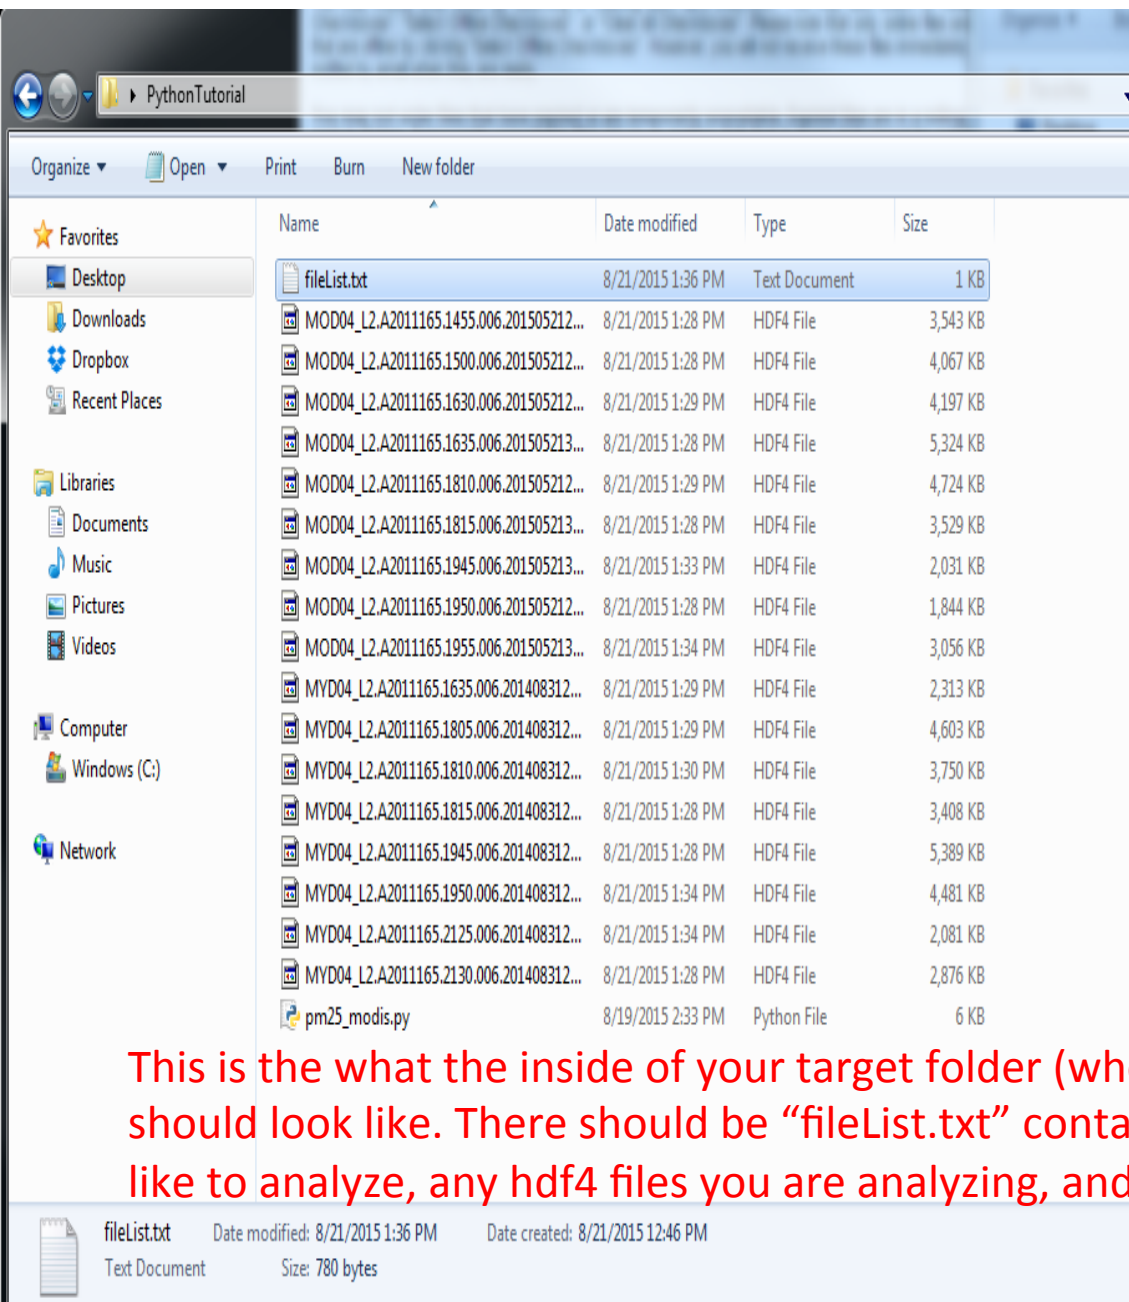 PythonTutorial
Organize Open Print Burn New folder
Favorites
Desktop
Downloads
Dropbox
Recent Places
Libraries
Documents
Music
Pictures
Videos
Computer
Windows (C:)
Network
Name Date modified Type Size
fileList.txt 8/21/2015 1:36 PM Text Document 1 KB
MOD04_L2.A2011165.1455.006.201505212... 8/21/2015 1:28 PM HDF4 File 3,543 KB
MOD04_L2.A2011165.1500.006.201505212... 8/21/2015 1:28 PM HDF4 File 4,067 KB
MOD04_L2.A2011165.1630.006.201505212... 8/21/2015 1:29 PM HDF4 File 4,197 KB
MOD04_L2.A2011165.1635.006.201505213... 8/21/2015 1:28 PM HDF4 File 5,324 KB
MOD04_L2.A2011165.1810.006.201505212... 8/21/2015 1:29 PM HDF4 File 4,724 KB
MOD04_L2.A2011165.1815.006.201505213... 8/21/2015 1:28 PM HDF4 File 3,529 KB
MOD04_L2.A2011165.1945.006.201505213... 8/21/2015 1:33 PM HDF4 File 2,031 KB
MOD04_L2.A2011165.1950.006.201505212... 8/21/2015 1:28 PM HDF4 File 1,844 KB
MOD04_L2.A2011165.1955.006.201505213... 8/21/2015 1:34 PM HDF4 File 3,056 KB
MYD04_L2.A2011165.1635.006.201408312... 8/21/2015 1:29 PM HDF4 File 2,313 KB
MYD04_L2.A2011165.1805.006.201408312... 8/21/2015 1:29 PM HDF4 File 4,603 KB
MYD04_L2.A2011165.1810.006.201408312... 8/21/2015 1:30 PM HDF4 File 3,750 KB
MYD04_L2.A2011165.1815.006.201408312... 8/21/2015 1:28 PM HDF4 File 3,408 KB
MYD04_L2.A2011165.1945.006.201408312... 8/21/2015 1:28 PM HDF4 File 5,389 KB
MYD04_L2.A2011165.1950.006.201408312... 8/21/2015 1:34 PM HDF4 File 4,481 KB
MYD04_L2.A2011165.2125.006.201408312... 8/21/2015 1:34 PM HDF4 File 2,081 KB
MYD04_L2.A2011165.2130.006.201408312... 8/21/2015 1:28 PM HDF4 File 2,876 KB
pm25_modis.py 8/19/2015 2:33 PM Python File 6 KB
This is the what the inside of your target folder (whe
should look like. There should be “fileList.txt” conta
like to analyze, any hdf4 files you are analyzing, and
fileList.txt Date modified: 8/21/2015 1:36 PM Date created: 8/21/2015 12:46 PM
Text Document Size: 780 bytes